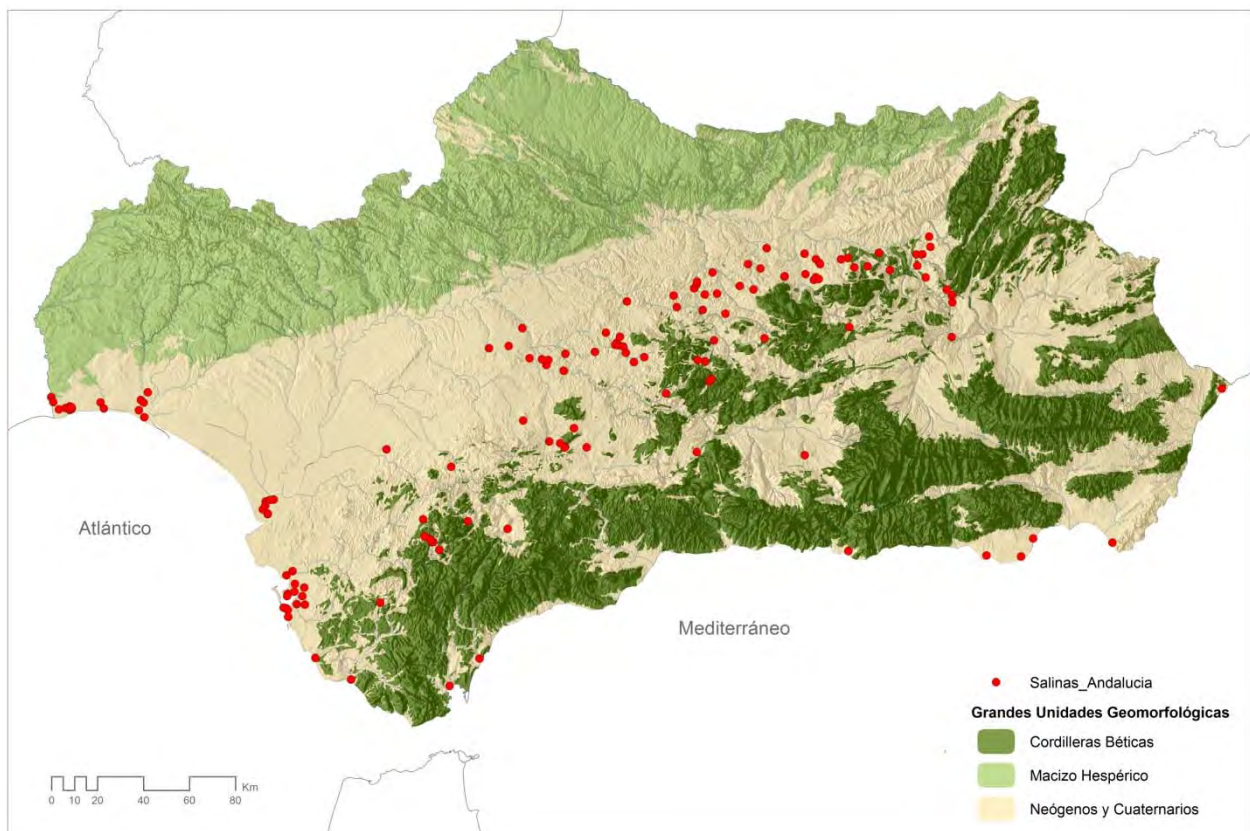 Atlántico
Mediterráneo
Salinas_Andalucia
Grandes Unidades Geomorfológicas
Cordilleras Béticas
Macizo Hespérico
Neógenos y Cuaternarios
Km
0 10 20 40 60 80